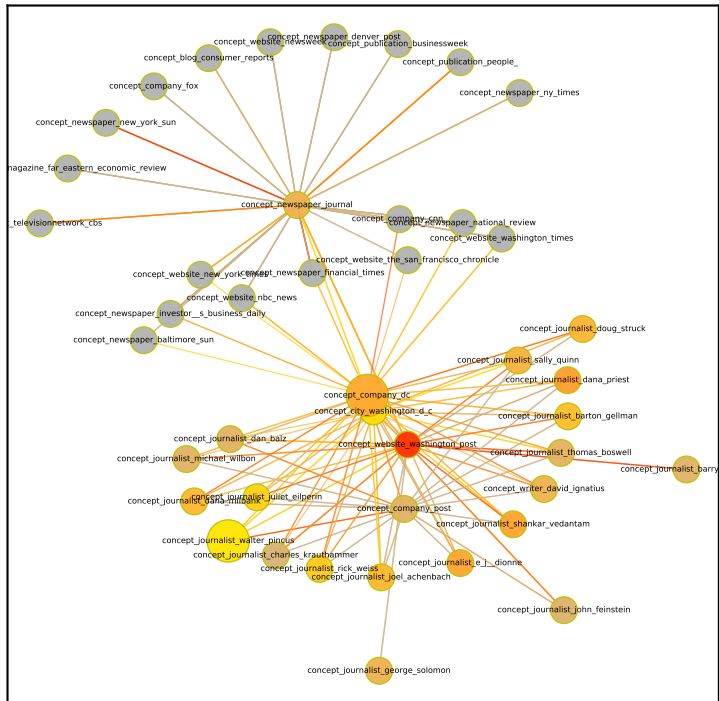 concept_newspaper_denver_post
concept_website_newsweek
concept_publication_businessweek
concept_blog_consumer_reports
concept_publication_people_
concept_company_fox
concept_newspaper_ny_times
concept_newspaper_new_york_sun
magazine_far_eastern_economic_review
concept_newspaper_journal
concept_company_cnn
concept_newspaper_national_review
t_televisionnetwork_cbs
concept_website_washington_times
concept_website_the_san_francisco_chronicle
concept_website_new_york_times
concept_newspaper_financial_times
concept_website_nbc_news
concept_newspaper_investor__s_business_daily
concept_newspaper_baltimore_sun
concept_journalist_doug_struck
concept_journalist_sally_quinn
concept_journalist_dana_priest
concept_company_dc
concept_city_washington_d_c
concept_journalist_barton_gellman
concept_journalist_dan_balz
concept_website_washington_post
concept_journalist_thomas_boswell
concept_journalist_michael_wilbon
concept_journalist_barry
concept_writer_david_ignatius
concept_journalist_juliet_eilperin
concept_journalist_dana_milbank
concept_company_post
concept_journalist_shankar_vedantam
concept_journalist_walter_pincus
concept_journalist_charles_krauthammer
concept_journalist_e_j__dionne
concept_journalist_rick_weiss
concept_journalist_joel_achenbach
concept_journalist_john_feinstein
concept_journalist_george_solomon